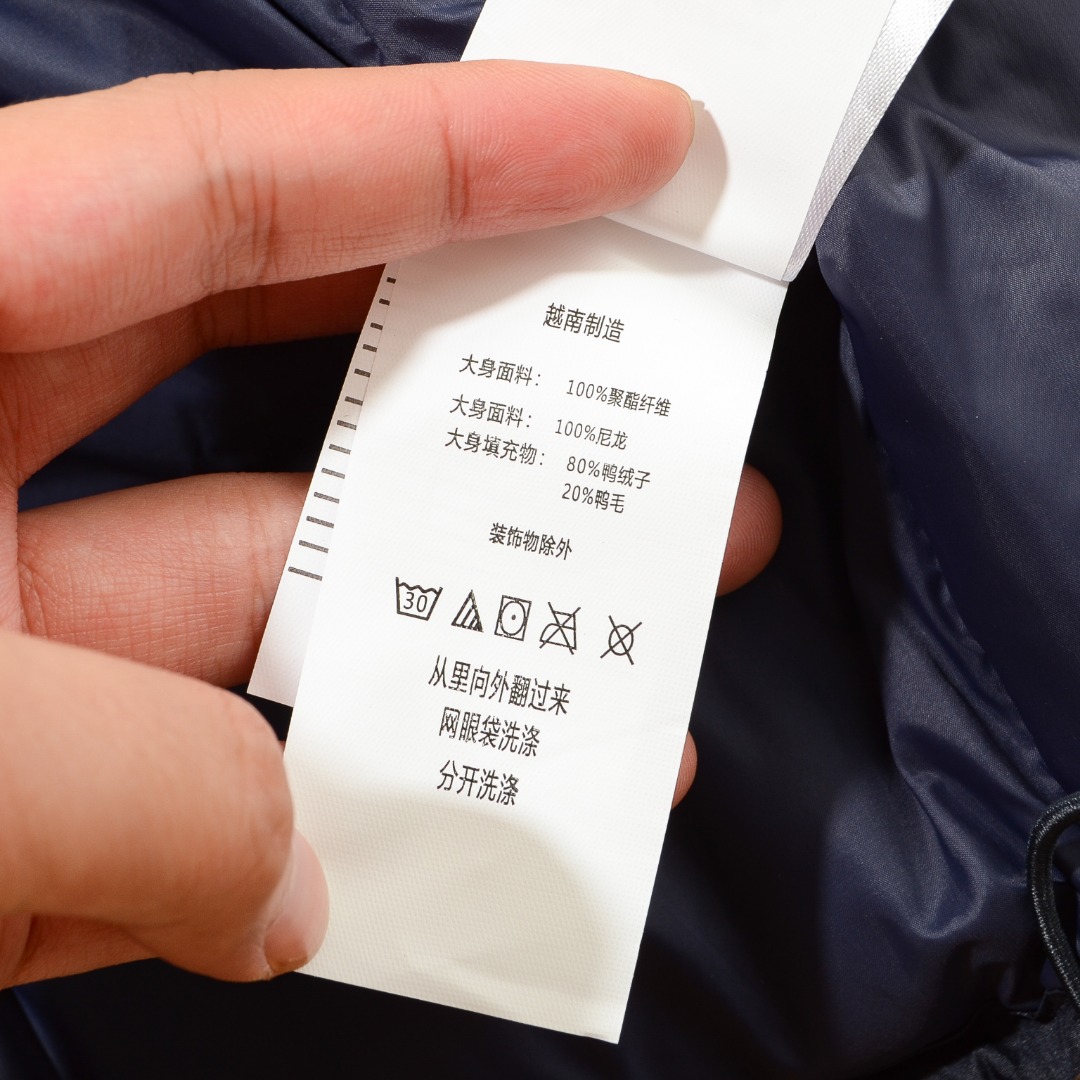 越南制造
大身面料： 100%聚酯纤维
大身面料： 100%尼龙
大身填充物： 80%鸭绒子
20%鸭毛
装饰物除外
30
从里向外翻过来
网眼袋洗涤
分开洗涤